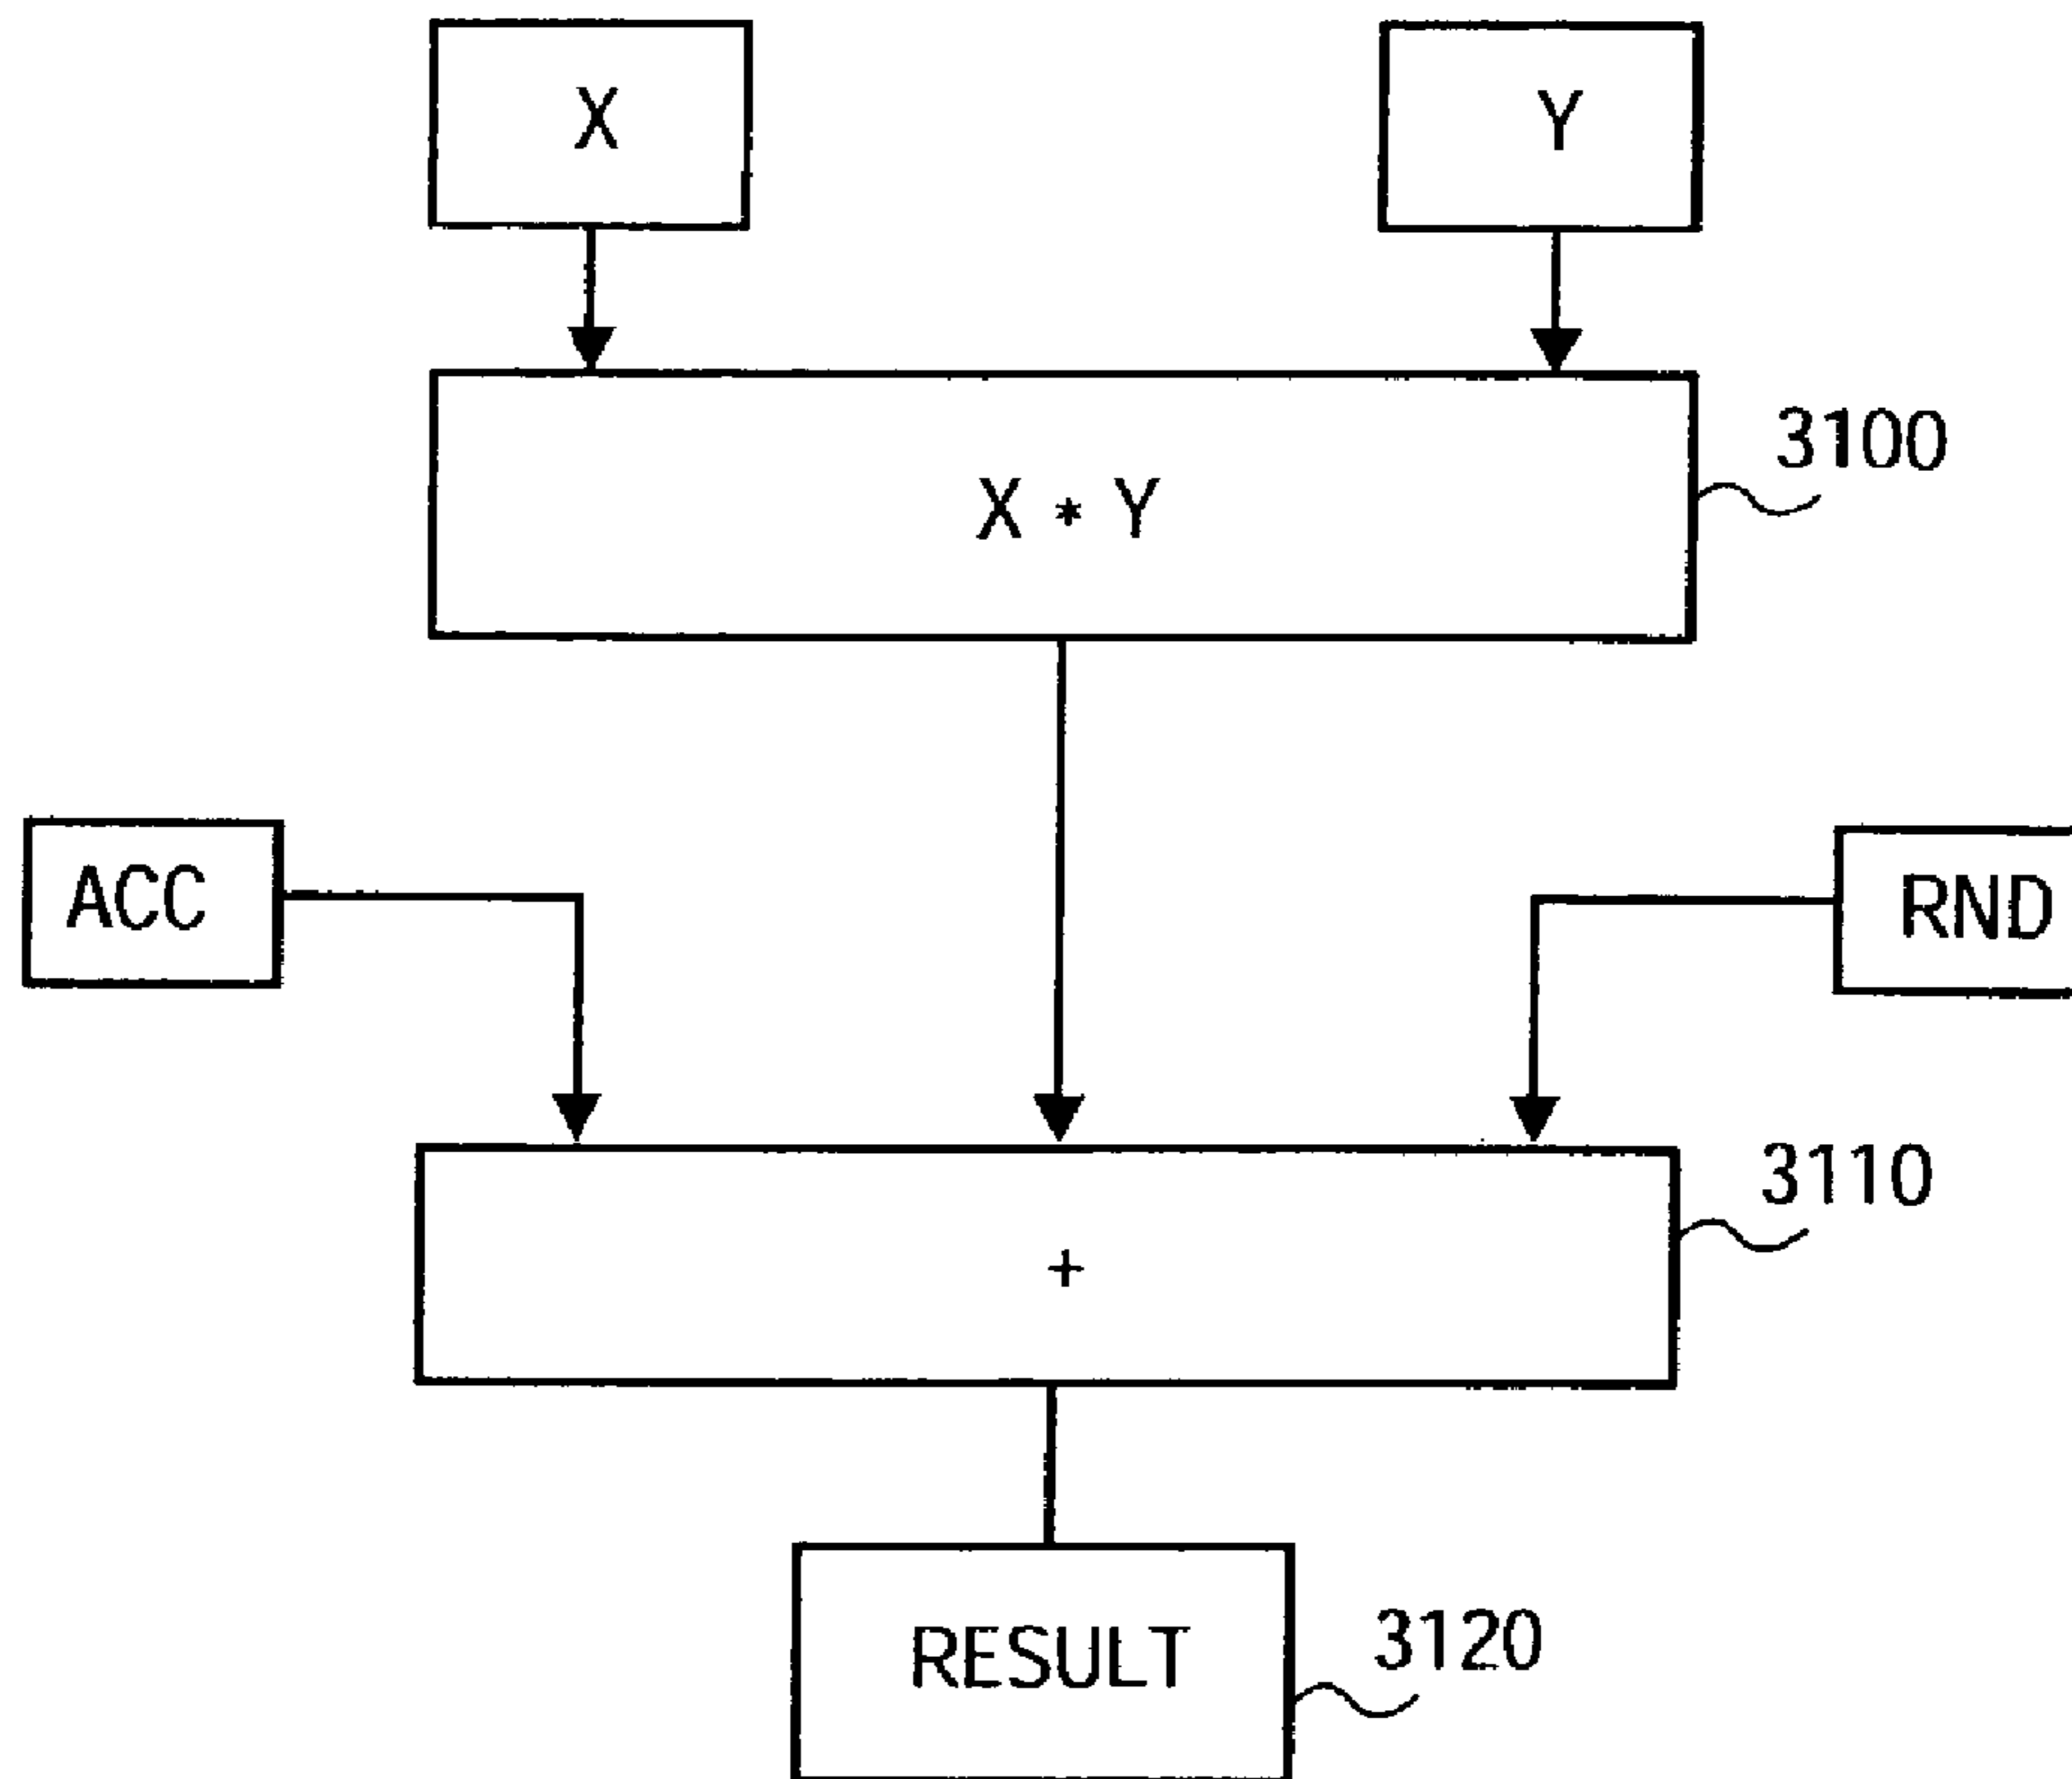 X
Y
3100
X * Y
ACC
RND
3110
+
RESULT
3120